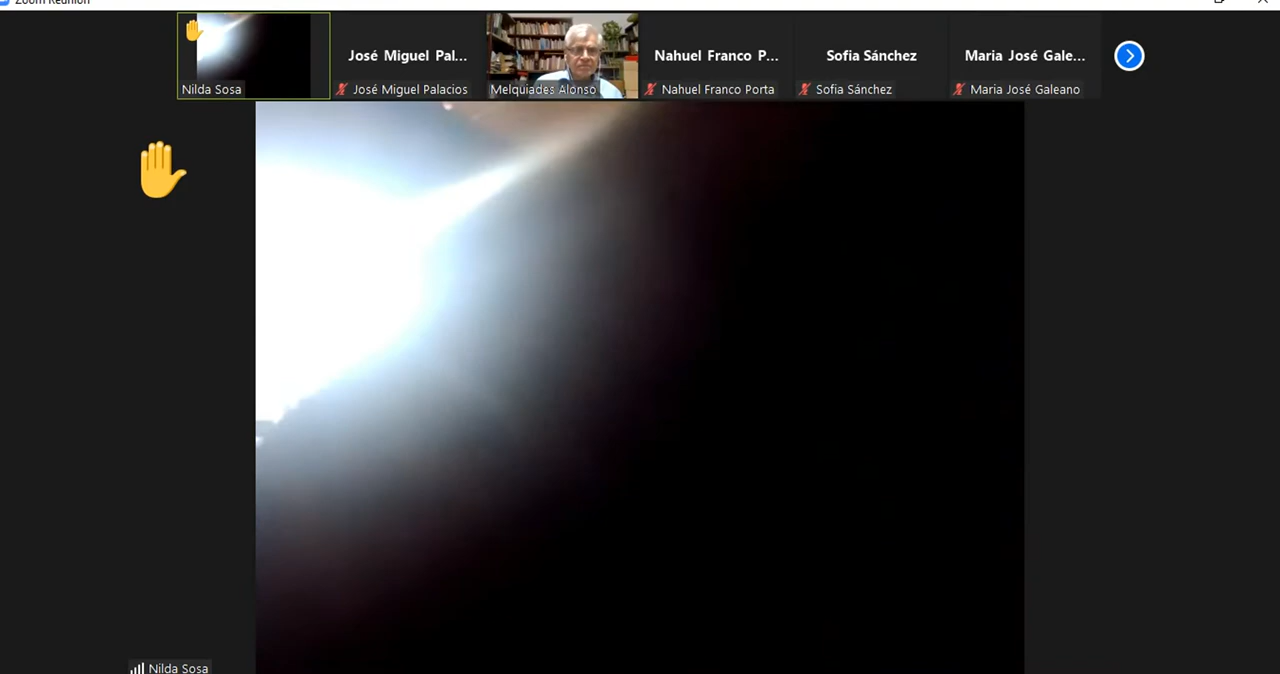 Zoom Reunión
José Miguel Pal...
Nahuel Franco P...
Sofia Sánchez
Maria José Gale...
Nilda Sosa
José Miguel Palacios
Melquiades Alonso
Nahuel Franco Porta
Sofia Sánchez
Maria José Galeano
Nilda Sosa